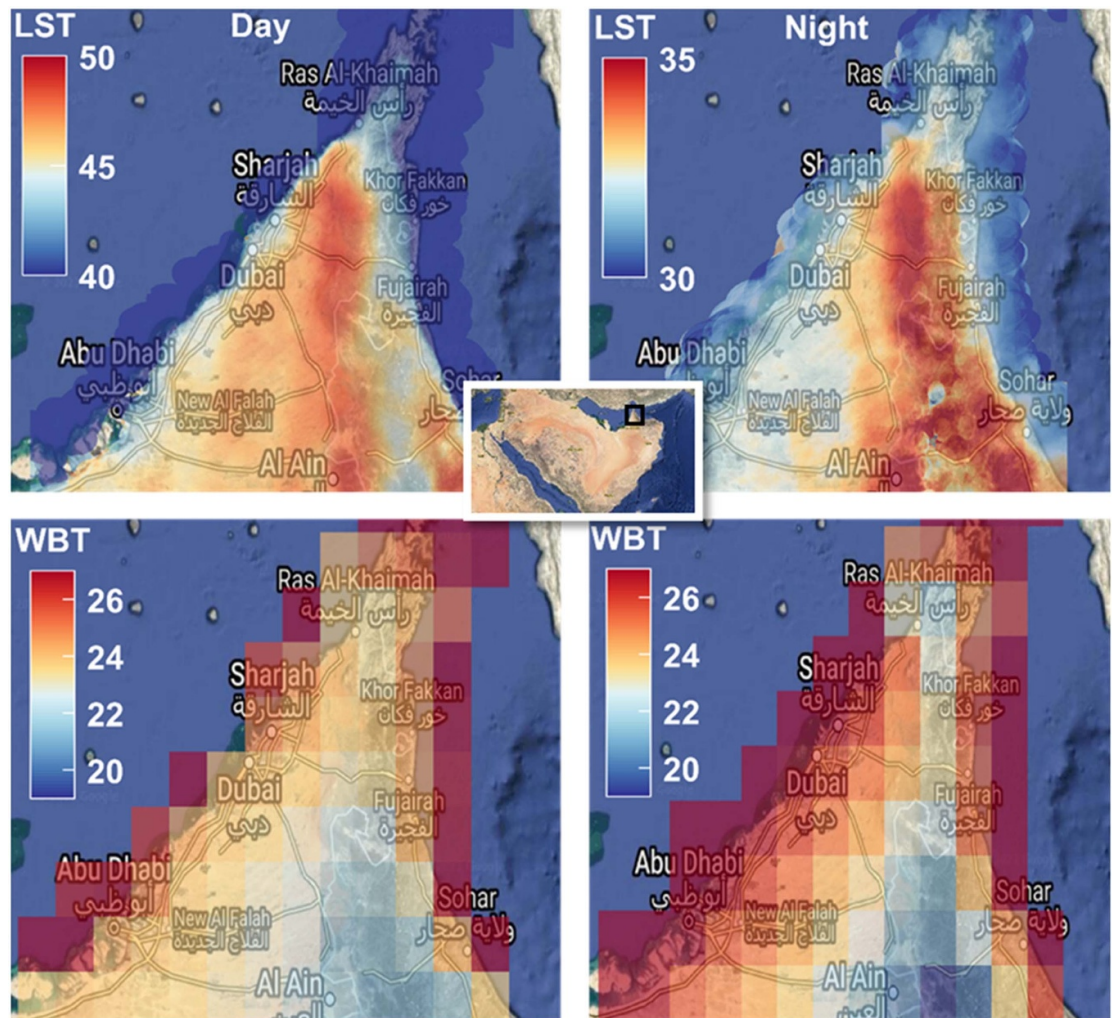 LST Day
50
45
40
Ras Al-Khaimah
رأس الخيمة
Sharjah
الشارقة
Khor Fakkan
خور فكان
Dubai
دبي
Fujairah
الفجيرة
Abu Dhabi
أبوظبي
New Al Falah
الفلاح الجديدة
Sohar
صحار
Al Ain
LST Night
35
30
Ras Al-Khaimah
رأس الخيمة
Sharjah
الشارقة
Khor Fakkan
خور فكان
Dubai
دبي
Fujairah
الفجيرة
Abu Dhabi
New Al Falah
الفلاح الجديدة
Sohar
ولاية صحار
Al Ain
WBT
26
24
22
20
Ras Al-Khaimah
رأس الخيمة
Sharjah
الشارقة
Khor Fakkan
خور فكان
Dubai
دبي
Fujairah
الفجيرة
Abu Dhabi
أبوظبي
New Al Falah
الفلاح الجديدة
Sohar
ولاية صحار
Al Ain
العين
WBT
26
24
22
20
Ras Al-Khaimah
رأس الخيمة
Sharjah
الشارقة
Khor Fakkan
خور فكان
Dubai
دبي
Fujairah
الفجيرة
Abu Dhabi
أبوظبي
New Al Falah
الفلاح الجديدة
Sohar
ولاية صحار
Al Ain
العين